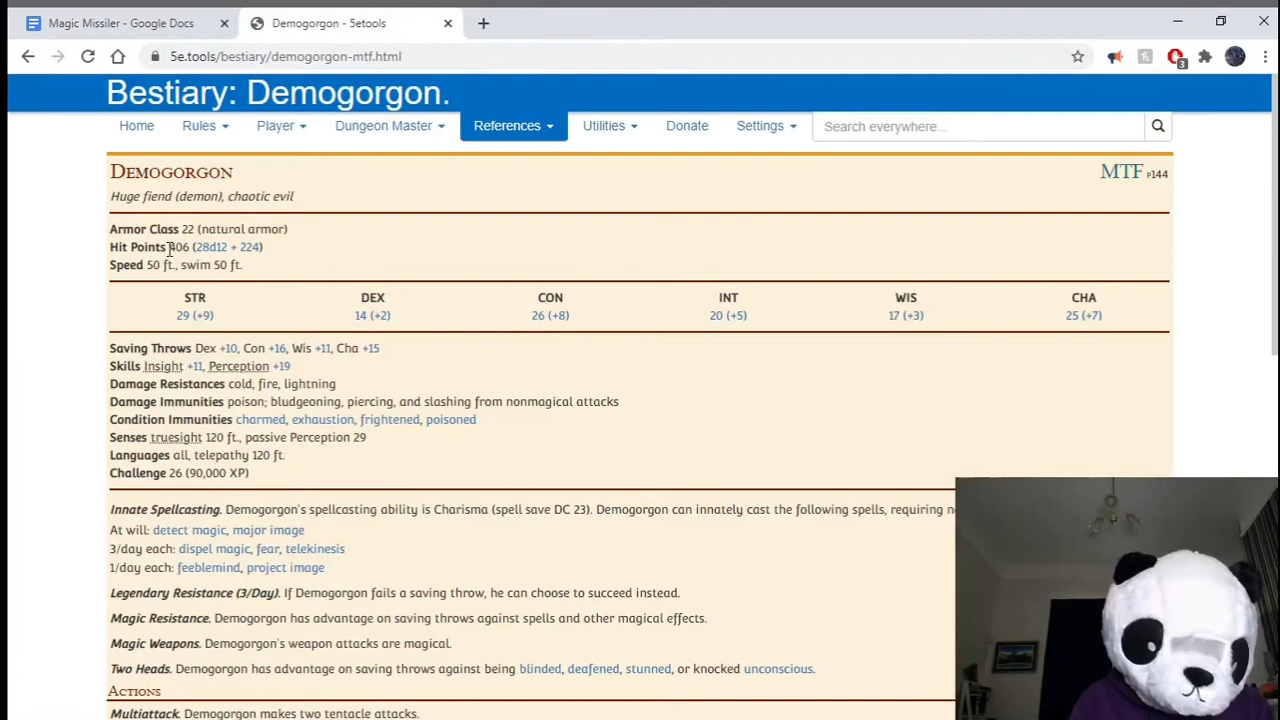 Magic Missiler - Google Docs
Demogorgon - 5etools
5e.tools/bestiary/demogorgon-mtf.html
3
Bestiary: Demogorgon.
Home Rules Player Dungeon Master References Utilities Donate Settings Search everywhere...
DEMOGORGON MTF P144
Huge fiend (demon), chaotic evil
Armor Class 22 (natural armor)
Hit Points 406 (28d12 + 224)
Speed 50 ft., swim 50 ft.
STR DEX CON INT WIS CHA
29 (+9) 14 (+2) 26 (+8) 20 (+5) 17 (+3) 25 (+7)
Saving Throws Dex +10, Con +16, Wis +11, Cha +15
Skills Insight +11, Perception +19
Damage Resistances cold, fire, lightning
Damage Immunities poison; bludgeoning, piercing, and slashing from nonmagical attacks
Condition Immunities charmed, exhaustion, frightened, poisoned
Senses truesight 120 ft., passive Perception 29
Languages all, telepathy 120 ft.
Challenge 26 (90,000 XP)
Innate Spellcasting. Demogorgon's spellcasting ability is Charisma (spell save DC 23). Demogorgon can innately cast the following spells, requiring
At will: detect magic, major image
3/day each: dispel magic, fear, telekinesis
1/day each: feeblemind, project image
Legendary Resistance (3/Day). If Demogorgon fails a saving throw, he can choose to succeed instead.
Magic Resistance. Demogorgon has advantage on saving throws against spells and other magical effects.
Magic Weapons. Demogorgon's weapon attacks are magical.
Two Heads. Demogorgon has advantage on saving throws against being blinded, deafened, stunned, or knocked unconscious.
ACTIONS
Multiattack. Demogorgon makes two tentacle attacks.